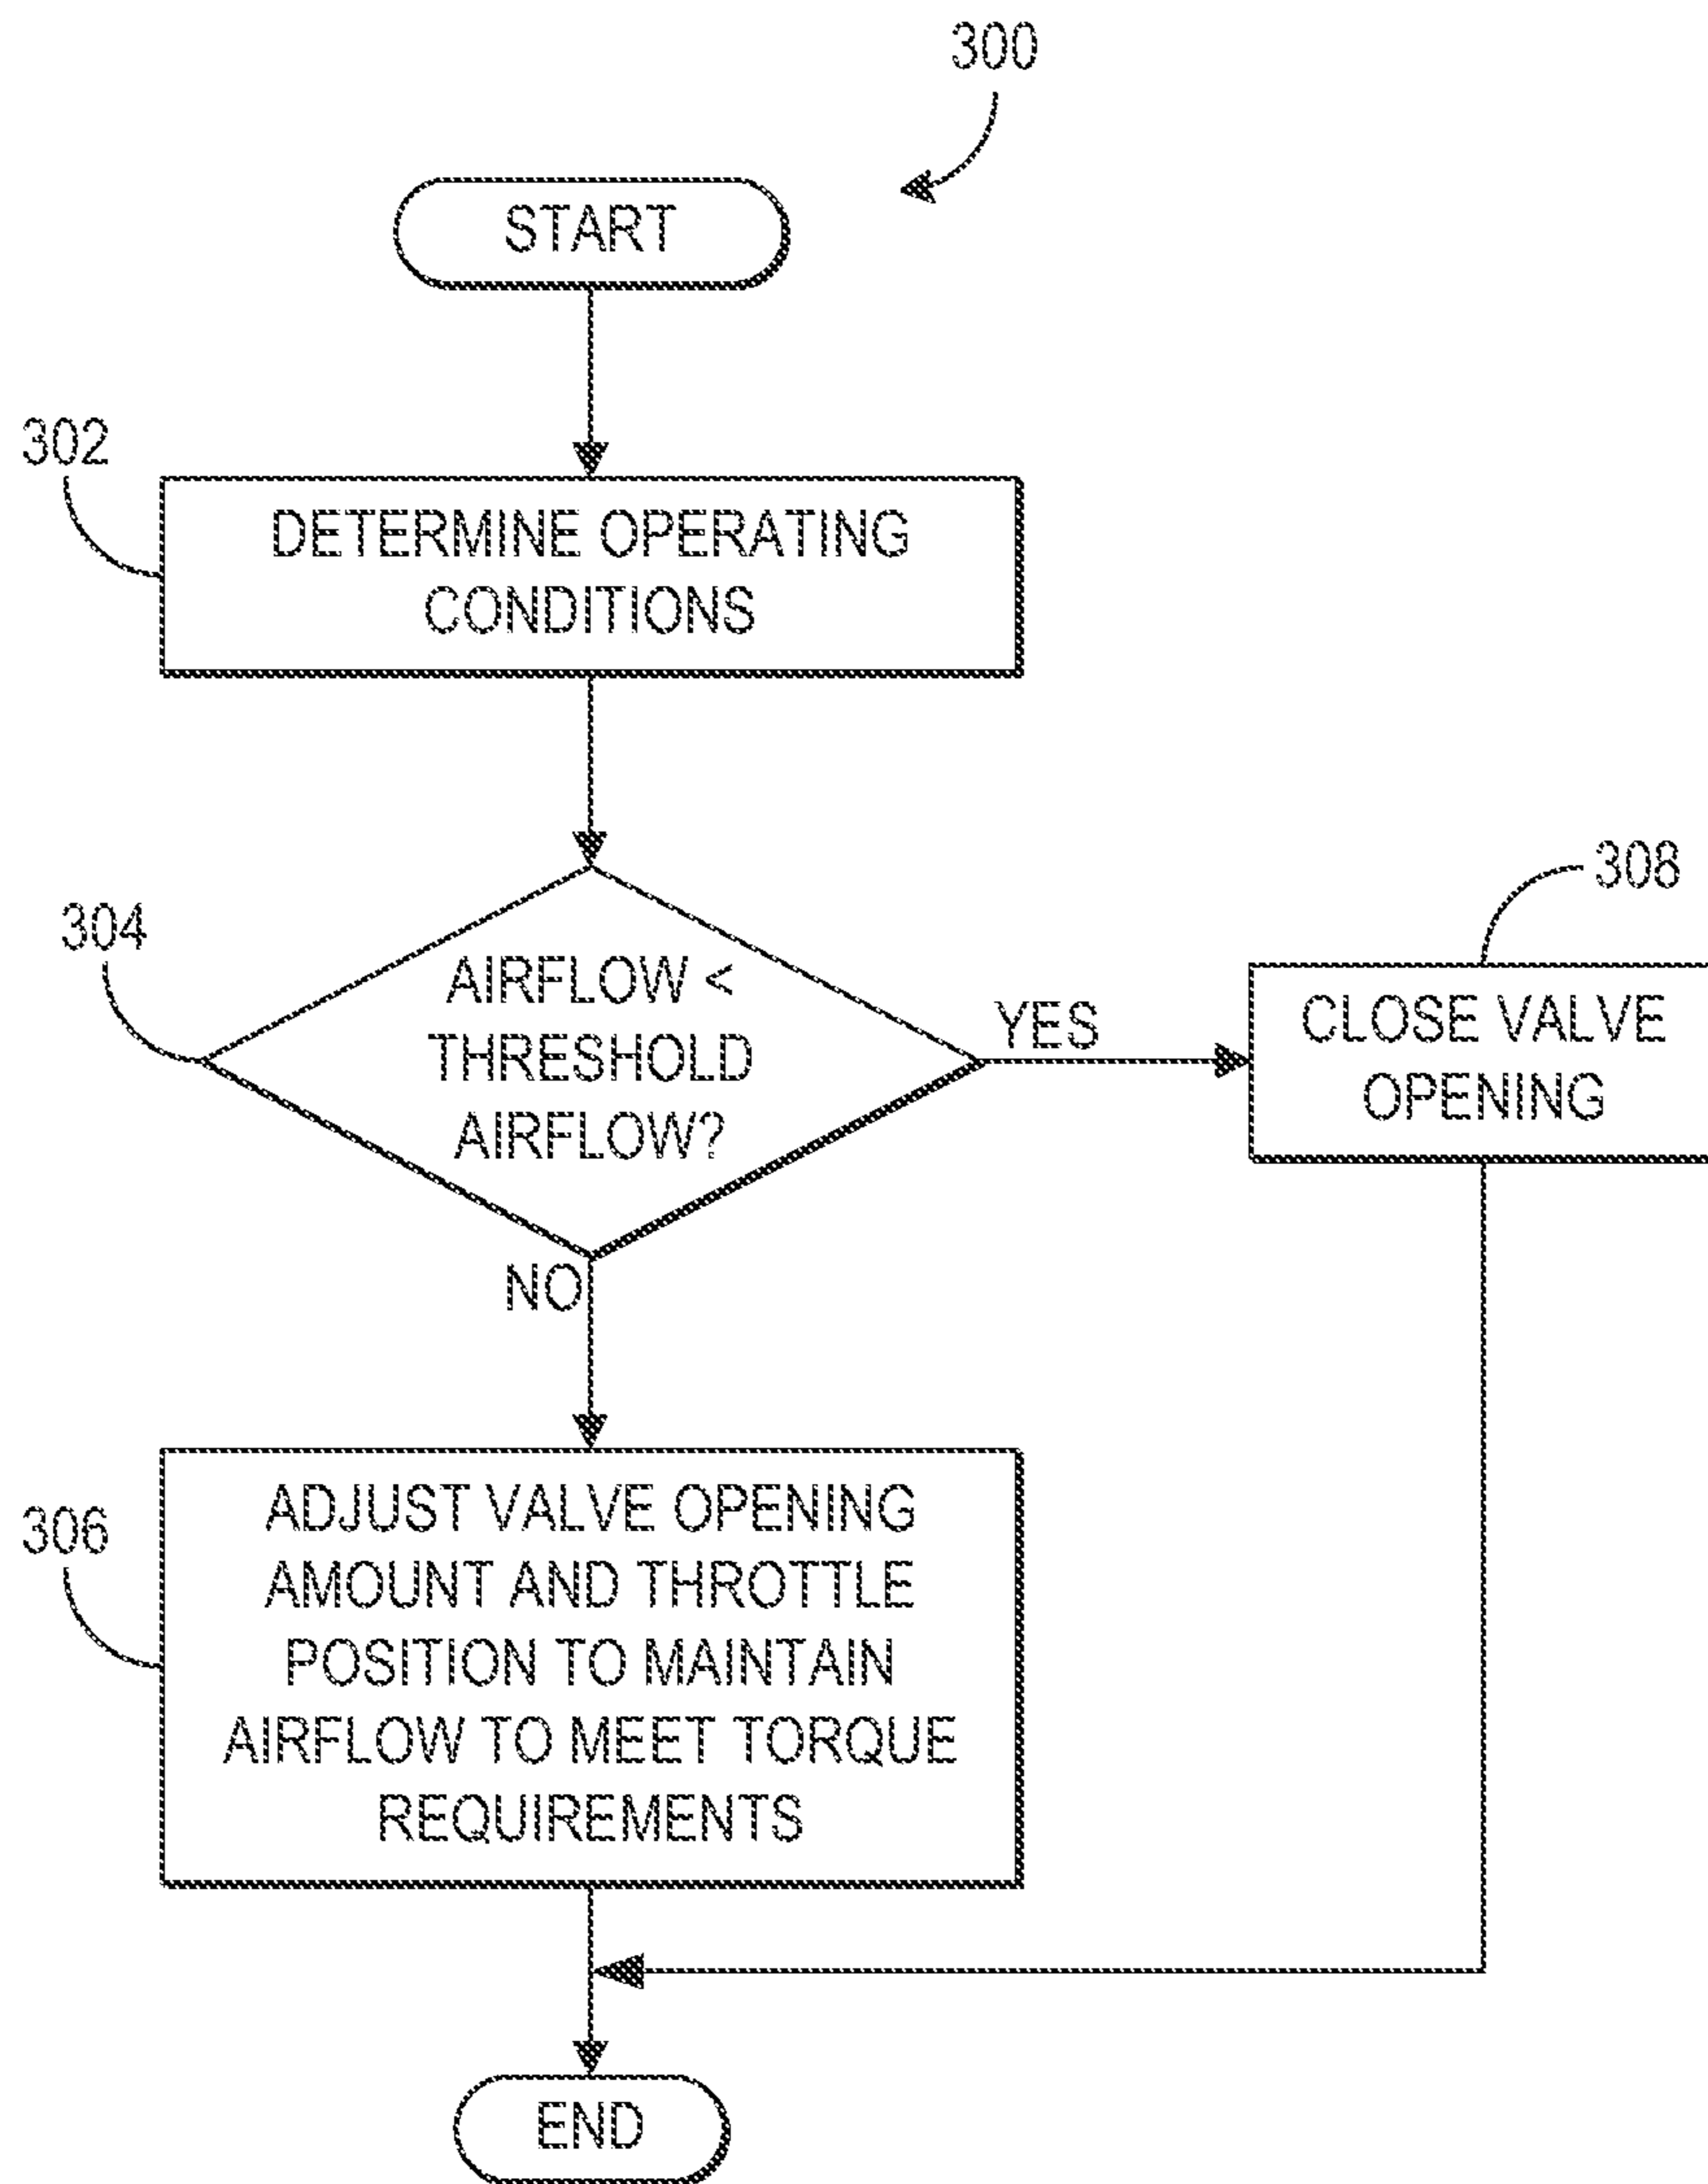 300
START
302
DETERMINE OPERATING
CONDITIONS
304
AIRFLOW <
THRESHOLD
AIRFLOW?
YES
308
CLOSE VALVE
OPENING
NO
306
ADJUST VALVE OPENING
AMOUNT AND THROTTLE
POSITION TO MAINTAIN
AIRFLOW TO MEET TORQUE
REQUIREMENTS
END